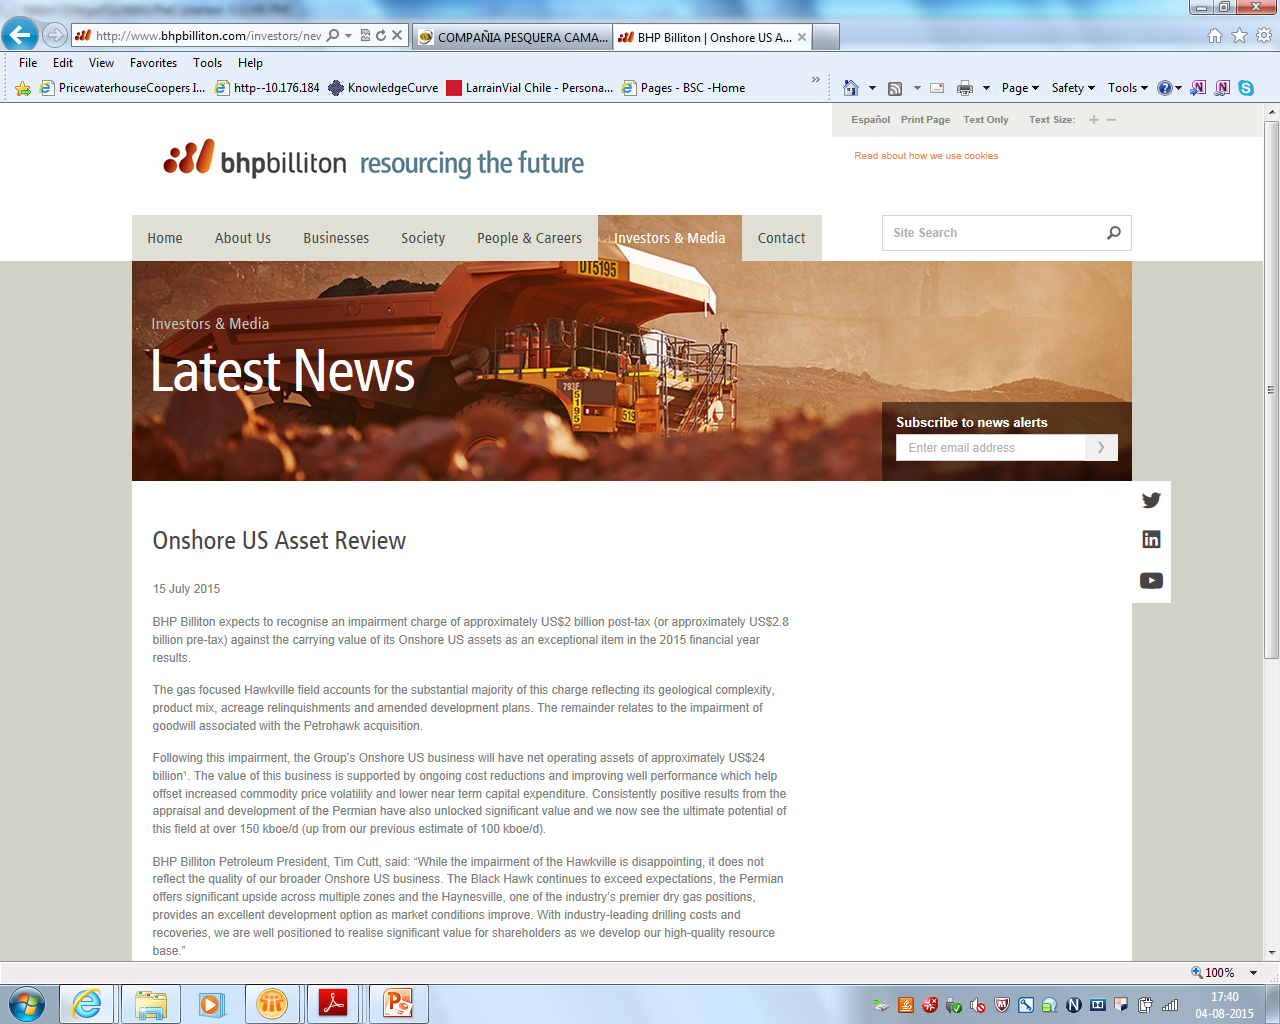 http://www.bhpbilliton.com/investors/nev
COMPAÑIA PESQUERA CAMA...
BHP Billiton | Onshore US A...
File Edit View Favorites Tools Help
PricewaterhouseCoopers I... http--10.176.184 KnowledgeCurve LarrainVial Chile - Persona... Pages - BSC -Home
Page Safety Tools
Español Print Page Text Only Text Size: + −
Read about how we use cookies
bhpbilliton resourcing the future
Home About Us Businesses Society People & Careers Investors & Media Contact
Site Search
DT5195
Investors & Media
Latest News
793F
5195
519
Subscribe to news alerts
Enter email address
Onshore US Asset Review
15 July 2015
BHP Billiton expects to recognise an impairment charge of approximately US$2 billion post-tax (or approximately US$2.8
billion pre-tax) against the carrying value of its Onshore US assets as an exceptional item in the 2015 financial year
results.
The gas focused Hawkville field accounts for the substantial majority of this charge reflecting its geological complexity,
product mix, acreage relinquishments and amended development plans. The remainder relates to the impairment of
goodwill associated with the Petrohawk acquisition.
Following this impairment, the Group's Onshore US business will have net operating assets of approximately US$24
billion¹. The value of this business is supported by ongoing cost reductions and improving well performance which help
offset increased commodity price volatility and lower near term capital expenditure. Consistently positive results from the
appraisal and development of the Permian have also unlocked significant value and we now see the ultimate potential of
this field at over 150 kboe/d (up from our previous estimate of 100 kboe/d).
BHP Billiton Petroleum President, Tim Cutt, said: “While the impairment of the Hawkville is disappointing, it does not
reflect the quality of our broader Onshore US business. The Black Hawk continues to exceed expectations, the Permian
offers significant upside across multiple zones and the Haynesville, one of the industry's premier dry gas positions,
provides an excellent development option as market conditions improve. With industry-leading drilling costs and
recoveries, we are well positioned to realise significant value for shareholders as we develop our high-quality resource
base.”
100%
17:40
04-08-2015